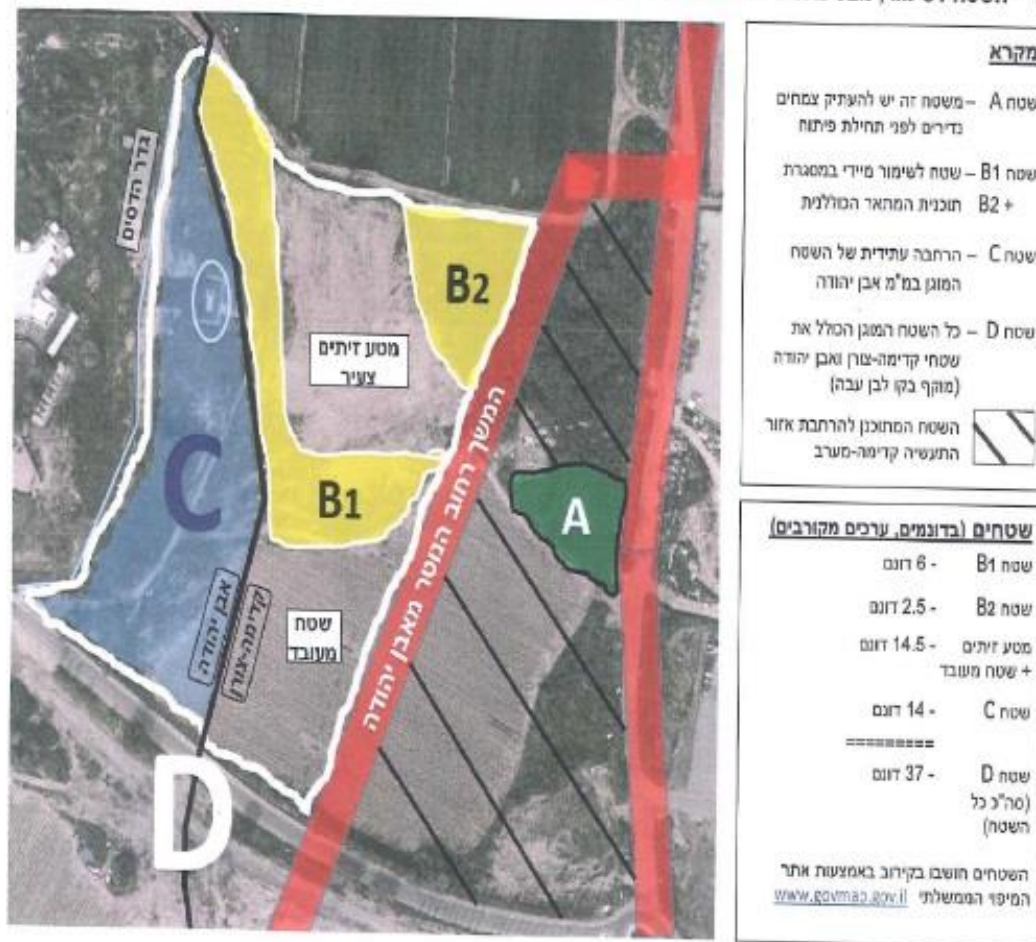 גדר הדסים
B2
מטע זיתים
צעיר
C
B1
A
שטח
מעובד
אבן יהודה
קדימה-צורן
המשך רחוב הנוטר מאבן יהודה
D
מקרא
שטח A – משטח זה יש להעתיק צמחים
נדירים לפני תחילת פיתוח
שטח B1 – שטח לשימור מיידי במסגרת
+ B2 תוכנית המתאר הכוללנית
שטח C – הרחבה עתידית של השטח
המוגן במ"מ אבן יהודה
שטח D – כל השטח המוגן הכולל את
שטחי קדימה-צורן ואבן יהודה
(מוקף בקו לבן עבה)
השטח המתוכנן להרחבת אזור
התעשיה קדימה-מערב
שטחים (בדונמים, ערכים מקורבים)
שטח B1 - 6 דונם
שטח B2 - 2.5 דונם
מטע זיתים - 14.5 דונם
+ שטח מעובד
שטח C - 14 דונם
=========
שטח D - 37 דונם
(סה"כ כל
השטח)
השטחים חושבו בקירוב באמצעות אתר
המיפוי הממשלתי www.govmap.gov.il